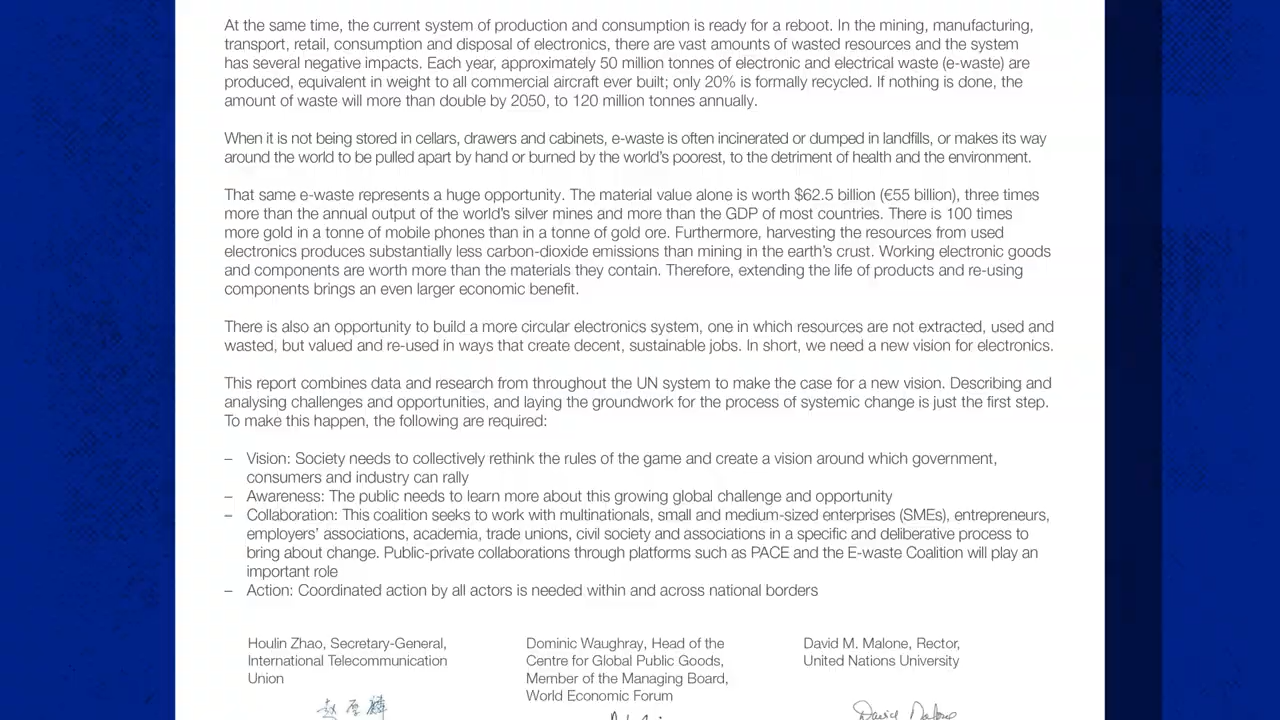 At the same time, the current system of production and consumption is ready for a reboot. In the mining, manufacturing,
transport, retail, consumption and disposal of electronics, there are vast amounts of wasted resources and the system
has several negative impacts. Each year, approximately 50 million tonnes of electronic and electrical waste (e-waste) are
produced, equivalent in weight to all commercial aircraft ever built; only 20% is formally recycled. If nothing is done, the
amount of waste will more than double by 2050, to 120 million tonnes annually.
When it is not being stored in cellars, drawers and cabinets, e-waste is often incinerated or dumped in landfills, or makes its way
around the world to be pulled apart by hand or burned by the world's poorest, to the detriment of health and the environment.
That same e-waste represents a huge opportunity. The material value alone is worth $62.5 billion (€55 billion), three times
more than the annual output of the world's silver mines and more than the GDP of most countries. There is 100 times
more gold in a tonne of mobile phones than in a tonne of gold ore. Furthermore, harvesting the resources from used
electronics produces substantially less carbon-dioxide emissions than mining in the earth's crust. Working electronic goods
and components are worth more than the materials they contain. Therefore, extending the life of products and re-using
components brings an even larger economic benefit.
There is also an opportunity to build a more circular electronics system, one in which resources are not extracted, used and
wasted, but valued and re-used in ways that create decent, sustainable jobs. In short, we need a new vision for electronics.
This report combines data and research from throughout the UN system to make the case for a new vision. Describing and
analysing challenges and opportunities, and laying the groundwork for the process of systemic change is just the first step.
To make this happen, the following are required:
– Vision: Society needs to collectively rethink the rules of the game and create a vision around which government,
consumers and industry can rally
– Awareness: The public needs to learn more about this growing global challenge and opportunity
– Collaboration: This coalition seeks to work with multinationals, small and medium-sized enterprises (SMEs), entrepreneurs,
employers' associations, academia, trade unions, civil society and associations in a specific and deliberative process to
bring about change. Public-private collaborations through platforms such as PACE and the E-waste Coalition will play an
important role
– Action: Coordinated action by all actors is needed within and across national borders
Houlin Zhao, Secretary-General,
International Telecommunication
Union
Dominic Waughray, Head of the
Centre for Global Public Goods,
Member of the Managing Board,
World Economic Forum
David M. Malone, Rector,
United Nations University
赵厚麟
David Malone